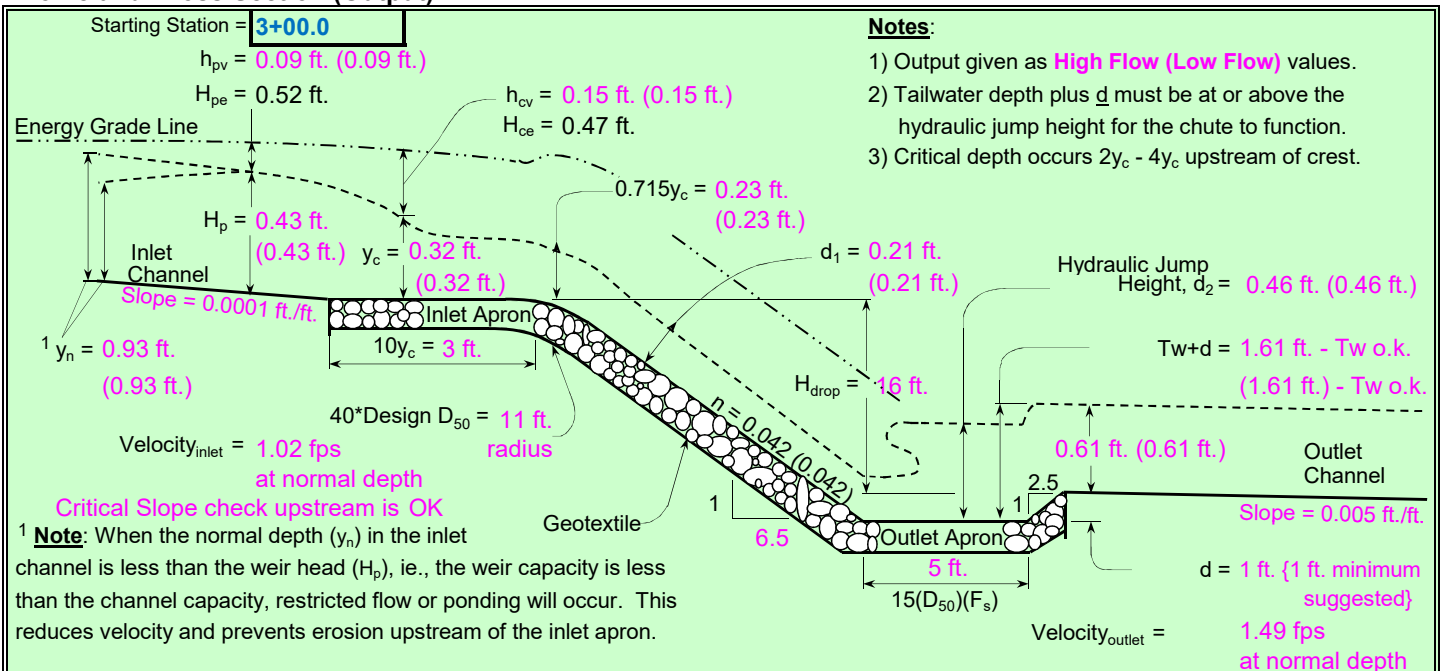 Starting Station = 3+00.0
hpv = 0.09 ft. (0.09 ft.)
Hpe = 0.52 ft.
Energy Grade Line
hcv = 0.15 ft. (0.15 ft.)
Hce = 0.47 ft.
Notes:
1) Output given as High Flow (Low Flow) values.
2) Tailwater depth plus d must be at or above the
hydraulic jump height for the chute to function.
3) Critical depth occurs 2yc - 4yc upstream of crest.
0.715yc = 0.23 ft.
(0.23 ft.)
Hp = 0.43 ft.
(0.43 ft.)
yc = 0.32 ft.
(0.32 ft.)
d1 = 0.21 ft.
(0.21 ft.)
Hydraulic Jump
Height, d2 = 0.46 ft. (0.46 ft.)
Inlet
Channel
Slope = 0.0001 ft./ft.
Inlet Apron
10yc = 3 ft.
1 yn = 0.93 ft.
(0.93 ft.)
Hdrop = 16 ft.
Tw+d = 1.61 ft. - Tw o.k.
(1.61 ft.) - Tw o.k.
40*Design D50 = 11 ft.
radius
n = 0.042 (0.042)
Velocityinlet = 1.02 fps
at normal depth
Critical Slope check upstream is OK
0.61 ft. (0.61 ft.)
Outlet
Channel
2.5
1
Slope = 0.005 ft./ft.
1
6.5
Geotextile
Outlet Apron
5 ft.
15(D50)(Fs)
d = 1 ft. {1 ft. minimum
suggested}
1 Note: When the normal depth (yn) in the inlet
channel is less than the weir head (Hp), ie., the weir capacity is less
than the channel capacity, restricted flow or ponding will occur. This
reduces velocity and prevents erosion upstream of the inlet apron.
Velocityoutlet = 1.49 fps
at normal depth